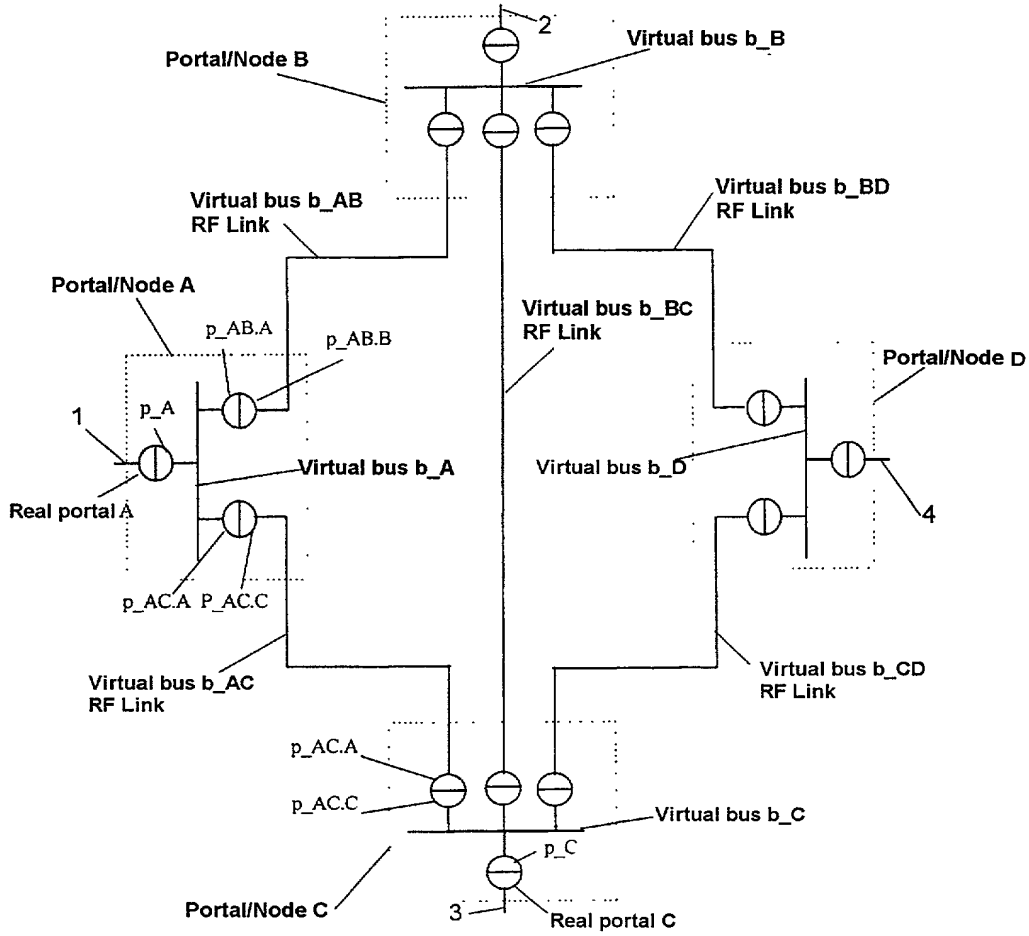 2
Virtual bus b_B
Portal/Node B
Virtual bus b_AB
RF Link
Virtual bus b_BD
RF Link
Portal/Node A
p_AB.A
p_AB.B
Virtual bus b_BC
RF Link
Portal/Node D
1
p_A
Virtual bus b_A
Virtual bus b_D
Real portal A
4
p_AC.A
P_AC.C
Virtual bus b_AC
RF Link
Virtual bus b_CD
RF Link
p_AC.A
p_AC.C
Virtual bus b_C
p_C
Portal/Node C
3
Real portal C